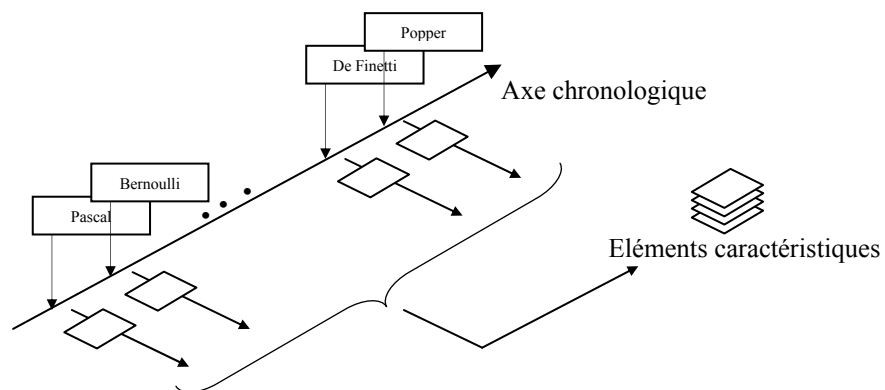 Popper
De Finetti
Axe chronologique
Bernoulli
Pascal
Eléments caractéristiques